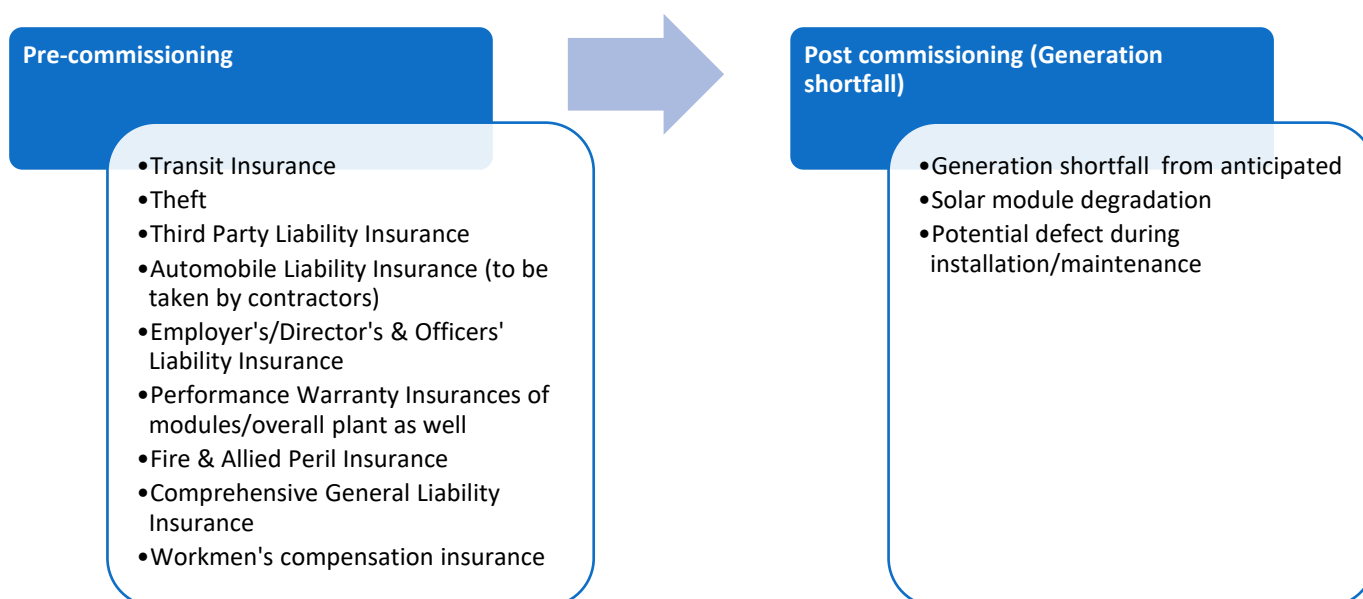 Pre-commissioning
•Transit Insurance
•Theft
•Third Party Liability Insurance
•Automobile Liability Insurance (to be
taken by contractors)
•Employer's/Director's & Officers'
Liability Insurance
•Performance Warranty Insurances of
modules/overall plant as well
•Fire & Allied Peril Insurance
•Comprehensive General Liability
Insurance
•Workmen's compensation insurance
Post commissioning (Generation
shortfall)
•Generation shortfall  from anticipated
•Solar module degradation
•Potential defect during
installation/maintenance